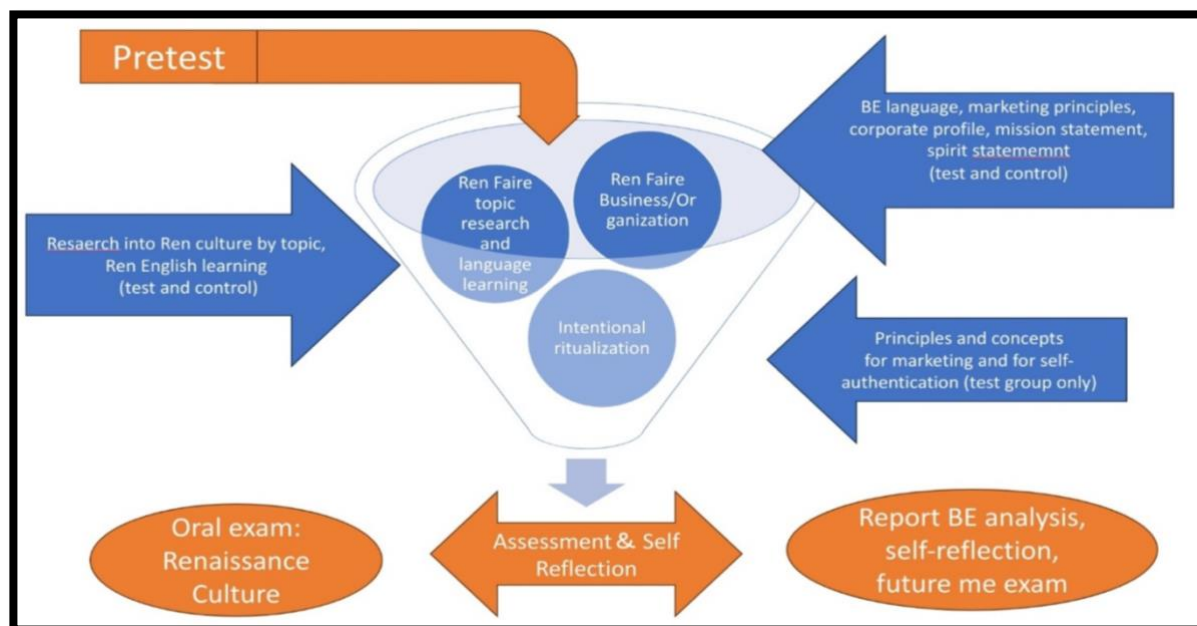 Pretest
BE language, marketing principles,
corporate profile, mission statement,
spirit statememnt
(test and control)
Ren Faire
topic
research
and
language
learning
Ren Faire
Business/Or
ganization
Resaerch into Ren culture by topic,
Ren English learning
(test and control)
Intentional
ritualization
Principles and concepts
for marketing and for self-
authentication (test group only)
Oral exam:
Renaissance
Culture
Assessment & Self
Reflection
Report BE analysis,
self-reflection,
future me exam